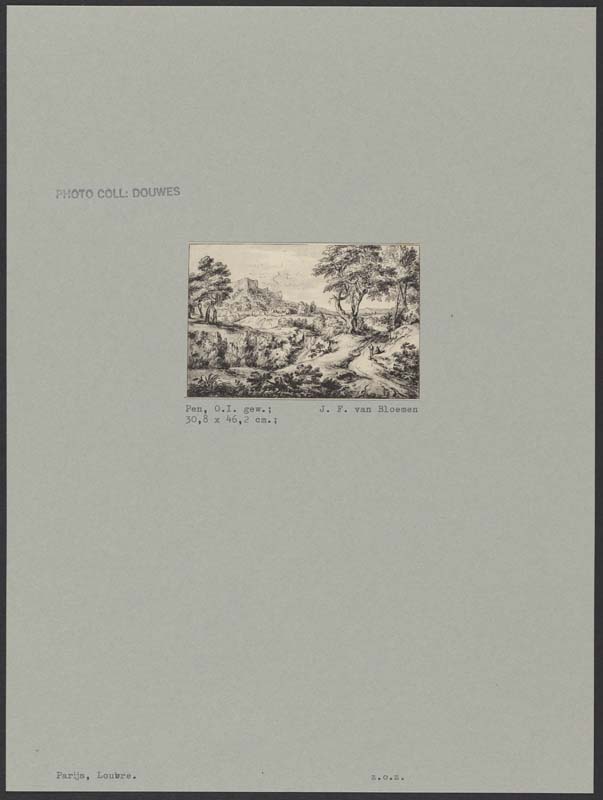 PHOTO COLL: DOUWES
Pen, O.I. gew.; J. F. van Bloemen
30,8 x 46,2 cm.;
Parijs, Louvre. z.o.z.